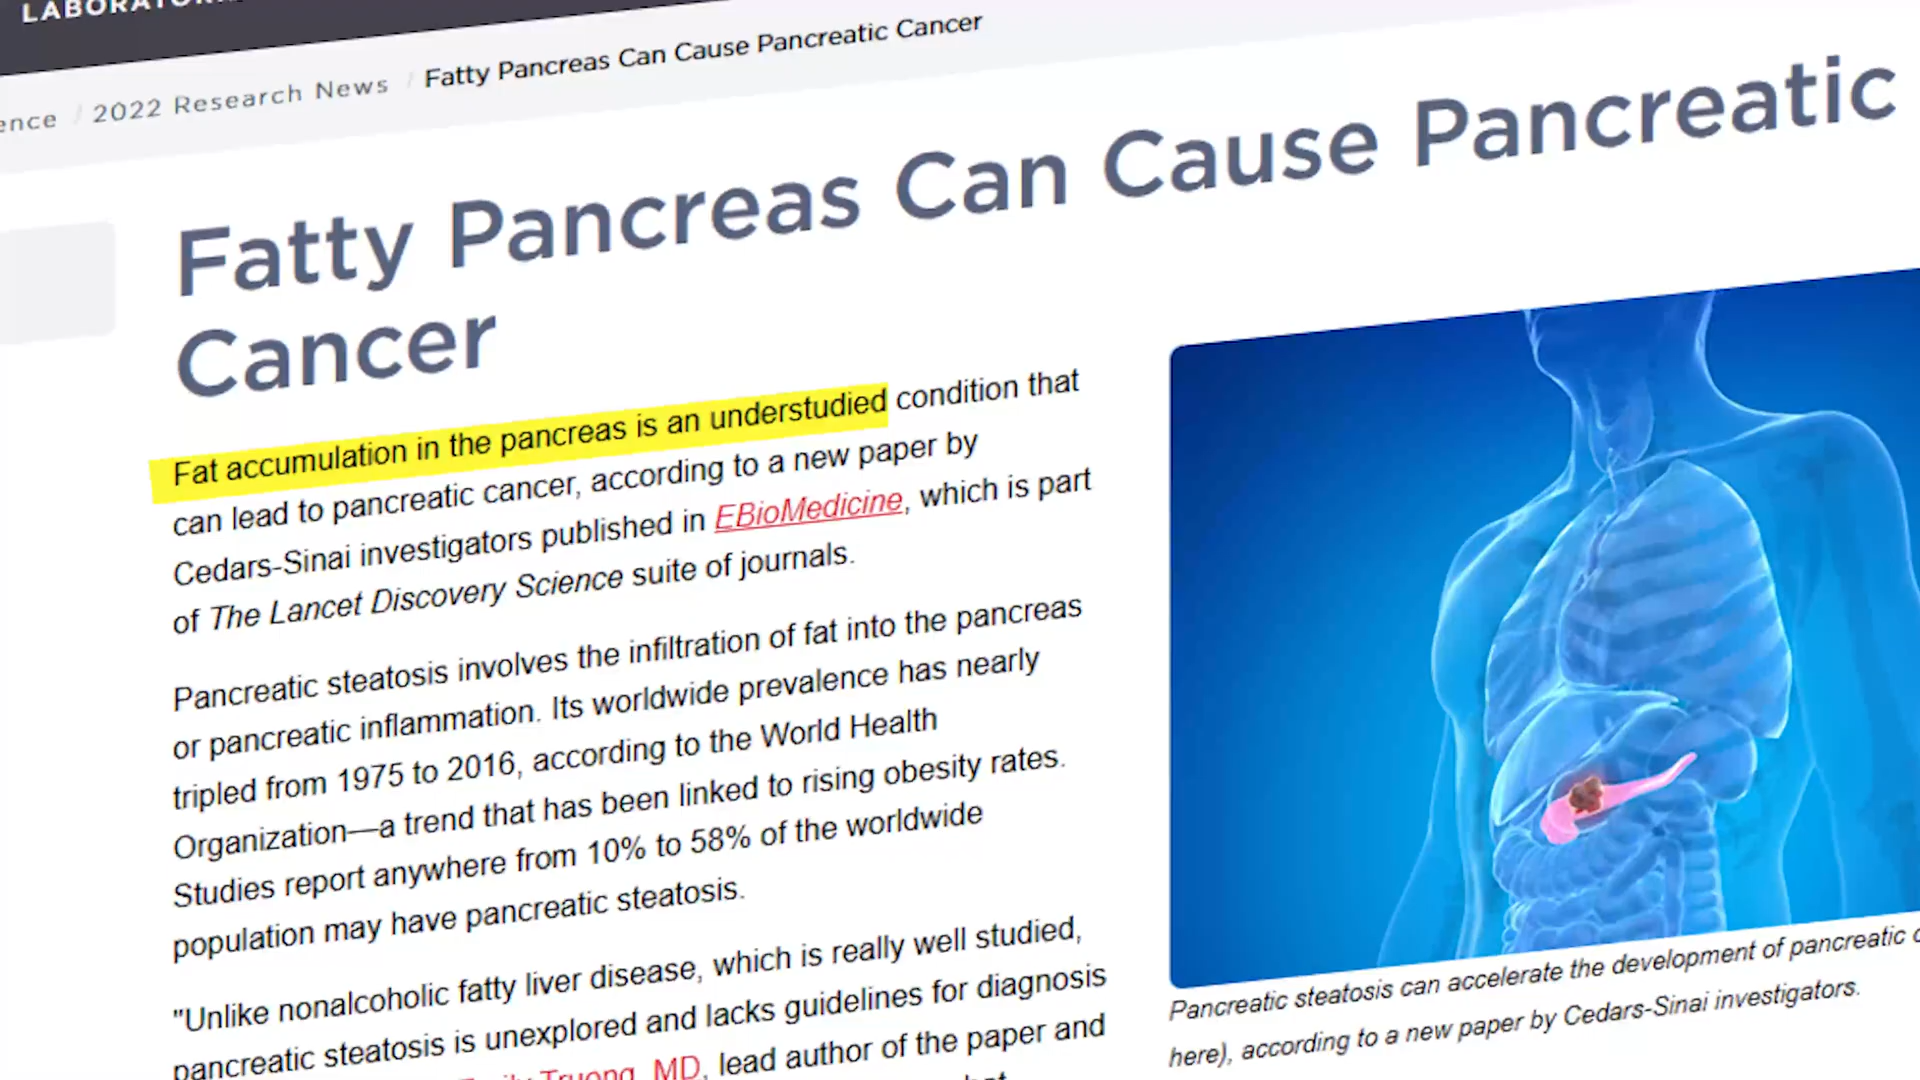 ence / 2022 Research News / Fatty Pancreas Can Cause Pancreatic Cancer
Fatty Pancreas Can Cause Pancreatic
Cancer
Fat accumulation in the pancreas is an understudied condition that
can lead to pancreatic cancer, according to a new paper by
Cedars-Sinai investigators published in EBioMedicine, which is part
of The Lancet Discovery Science suite of journals.
Pancreatic steatosis involves the infiltration of fat into the pancreas
or pancreatic inflammation. Its worldwide prevalence has nearly
tripled from 1975 to 2016, according to the World Health
Organization—a trend that has been linked to rising obesity rates.
Studies report anywhere from 10% to 58% of the worldwide
population may have pancreatic steatosis.
"Unlike nonalcoholic fatty liver disease, which is really well studied,
pancreatic steatosis is unexplored and lacks guidelines for diagnosis
Truong, MD, lead author of the paper and
Pancreatic steatosis can accelerate the development of pancreatic
here), according to a new paper by Cedars-Sinai investigators.